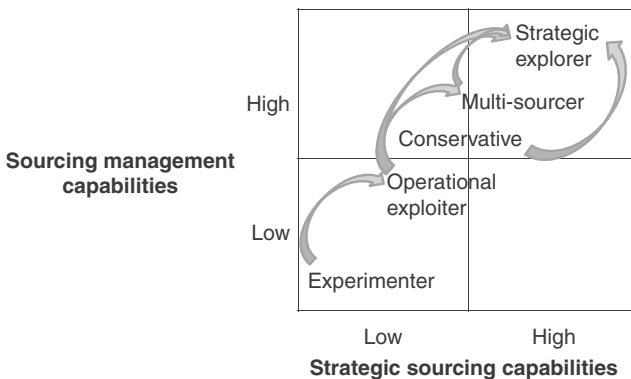 Strategic
explorer
High
Multi-sourcer
Conservative
Sourcing management
capabilities
Operational
exploiter
Low
Experimenter
Low
High
Strategic sourcing capabilities